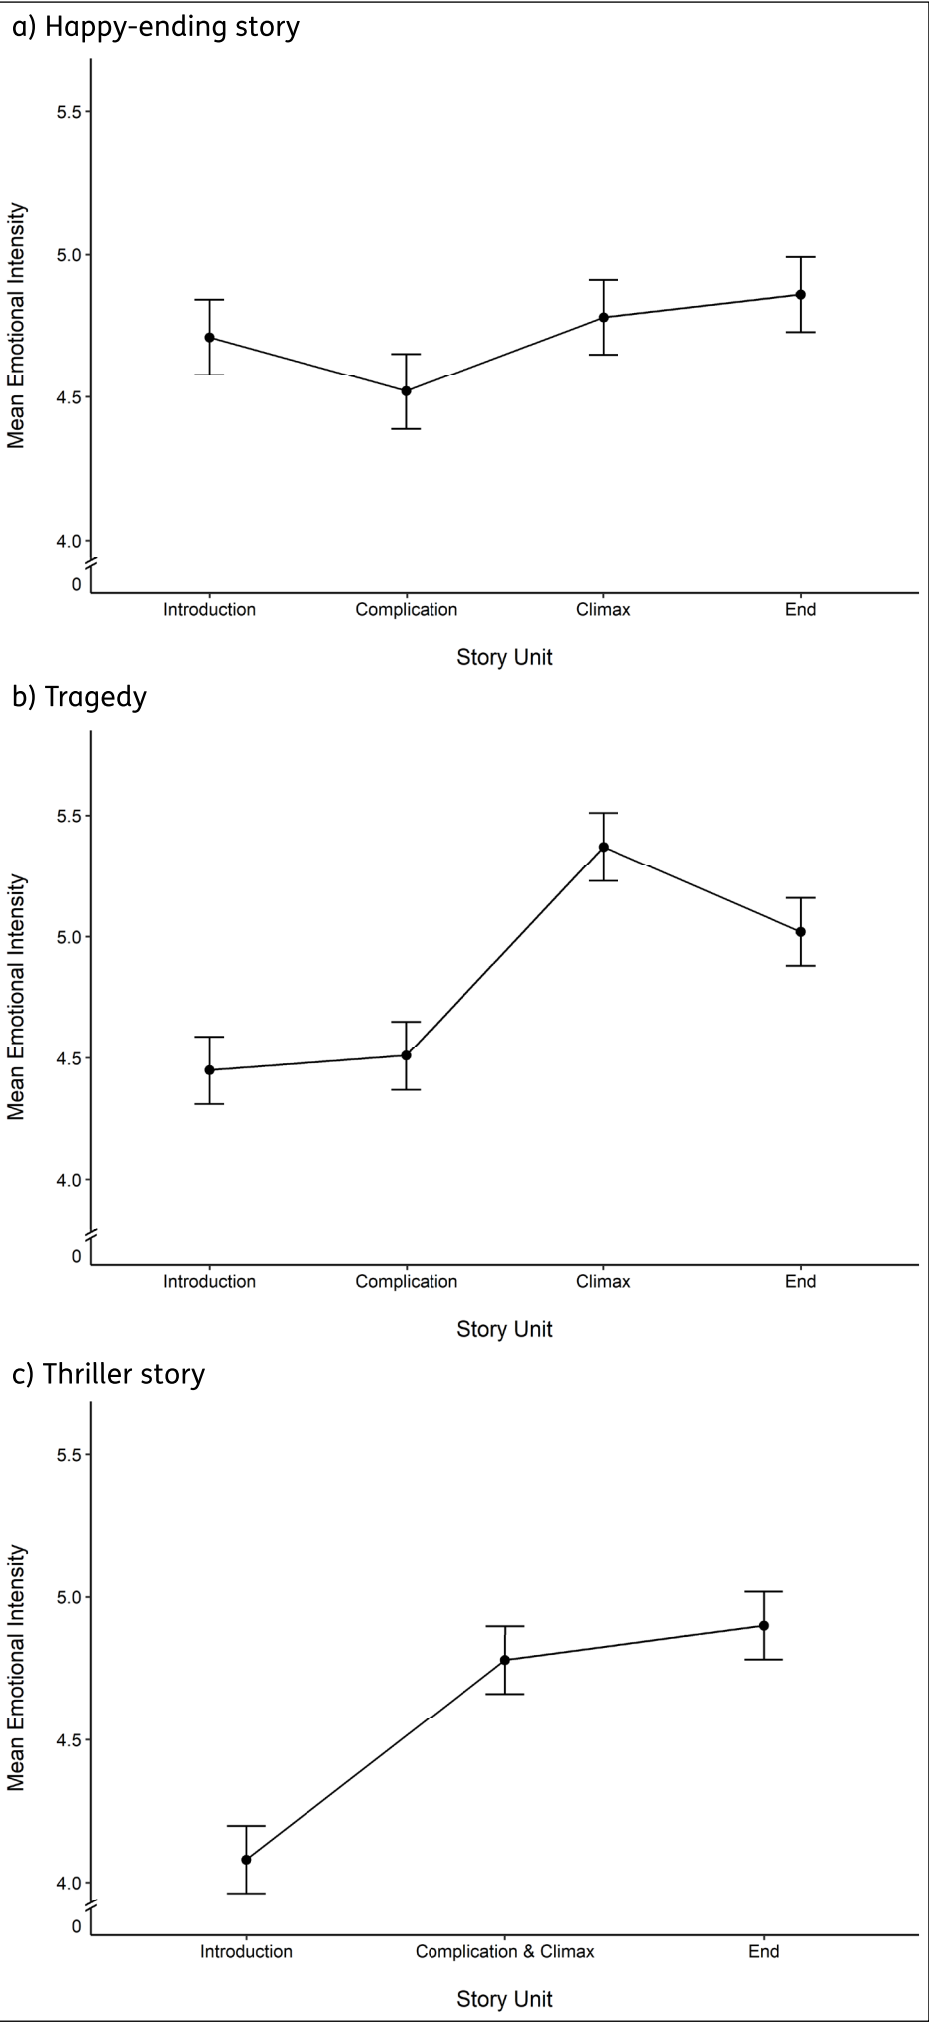 a) Happy-ending story
Mean Emotional Intensity
5.5
5.0
4.5
4.0
0
Introduction Complication Climax End
Story Unit
b) Tragedy
Mean Emotional Intensity
5.5
5.0
4.5
4.0
0
Introduction Complication Climax End
Story Unit
c) Thriller story
Mean Emotional Intensity
5.5
5.0
4.5
4.0
0
Introduction Complication & Climax End
Story Unit